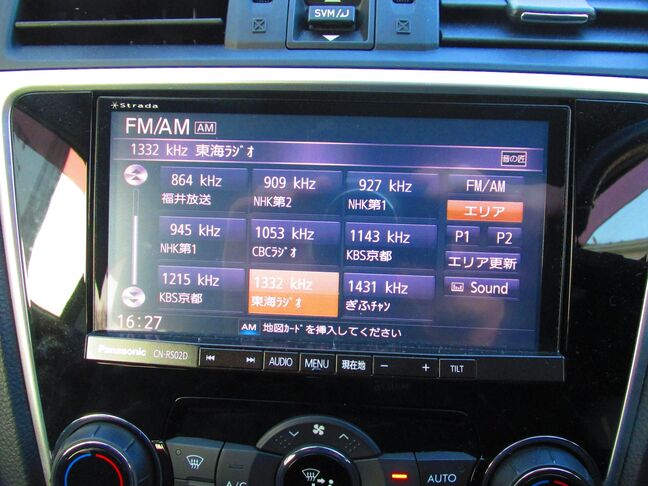 SVM/
Strada
FM/AM AM
1332 kHz 東海ﾗｼﾞｵ 音の匠
864 kHz 909 kHz 927 kHz FM/AM
福井放送 NHK第2 NHK第1 エリア
945 kHz 1053 kHz 1143 kHz P1 P2
NHK第1 CBCﾗｼﾞｵ KBS京都 エリア更新
1215 kHz 1332 kHz 1431 kHz Sound
KBS京都 東海ﾗｼﾞｵ ぎふﾁｬﾝ
16:27 AM 地図ｶｰﾄﾞを挿入してください
Panasonic CN-RS02D AUDIO MENU 現在地 − + TILT
A/C AUTO